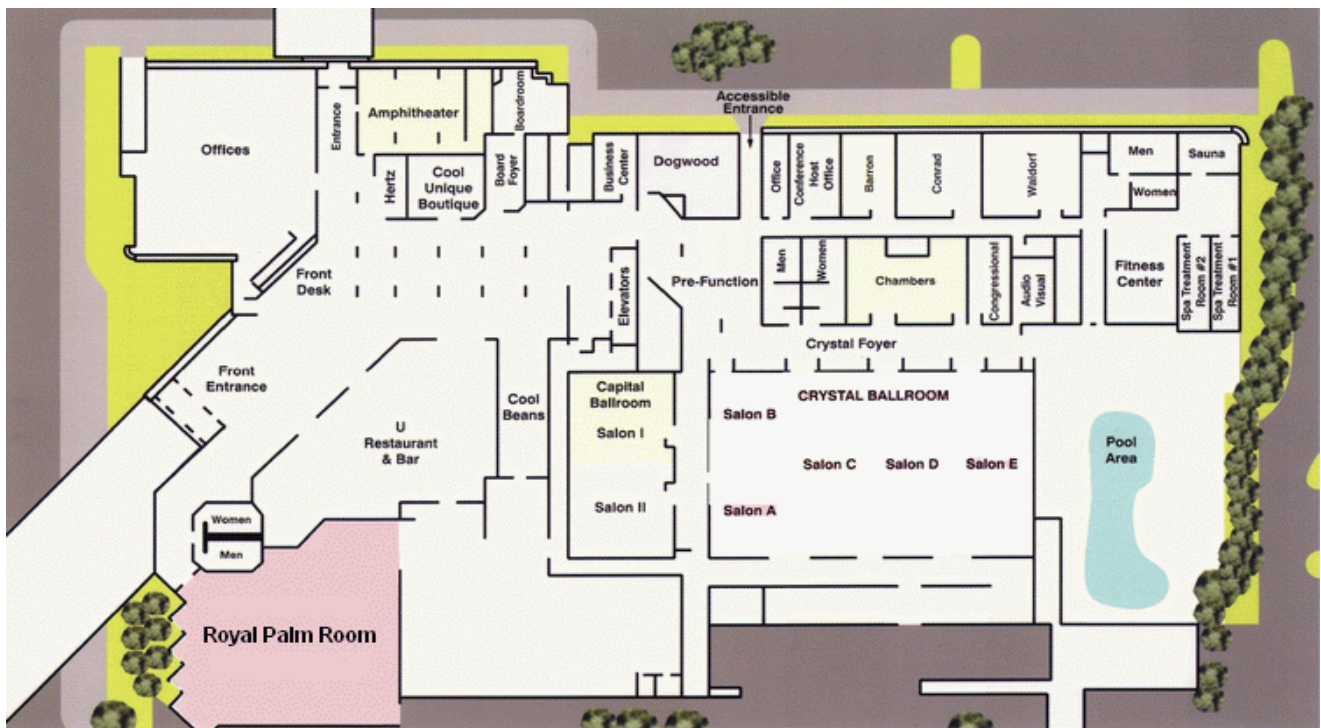 Accessible
Entrance
Offices
Entrance
Amphitheater
Boardroom
Hertz
Cool
Unique
Boutique
Board
Foyer
Business
Center
Dogwood
Office
Conference
Host
Office
Barron
Conrad
Waldorf
Men
Women
Sauna
Front
Desk
Elevators
Pre-Function
Men
Women
Chambers
Congressional
Audio
Visual
Fitness
Center
Spa Treatment
Room #2
Spa Treatment
Room #1
Crystal Foyer
Front
Entrance
U
Restaurant
& Bar
Cool
Beans
Capital
Ballroom
Salon I
Salon II
CRYSTAL BALLROOM
Salon B
Salon C
Salon D
Salon E
Salon A
Pool
Area
Women
Men
Royal Palm Room